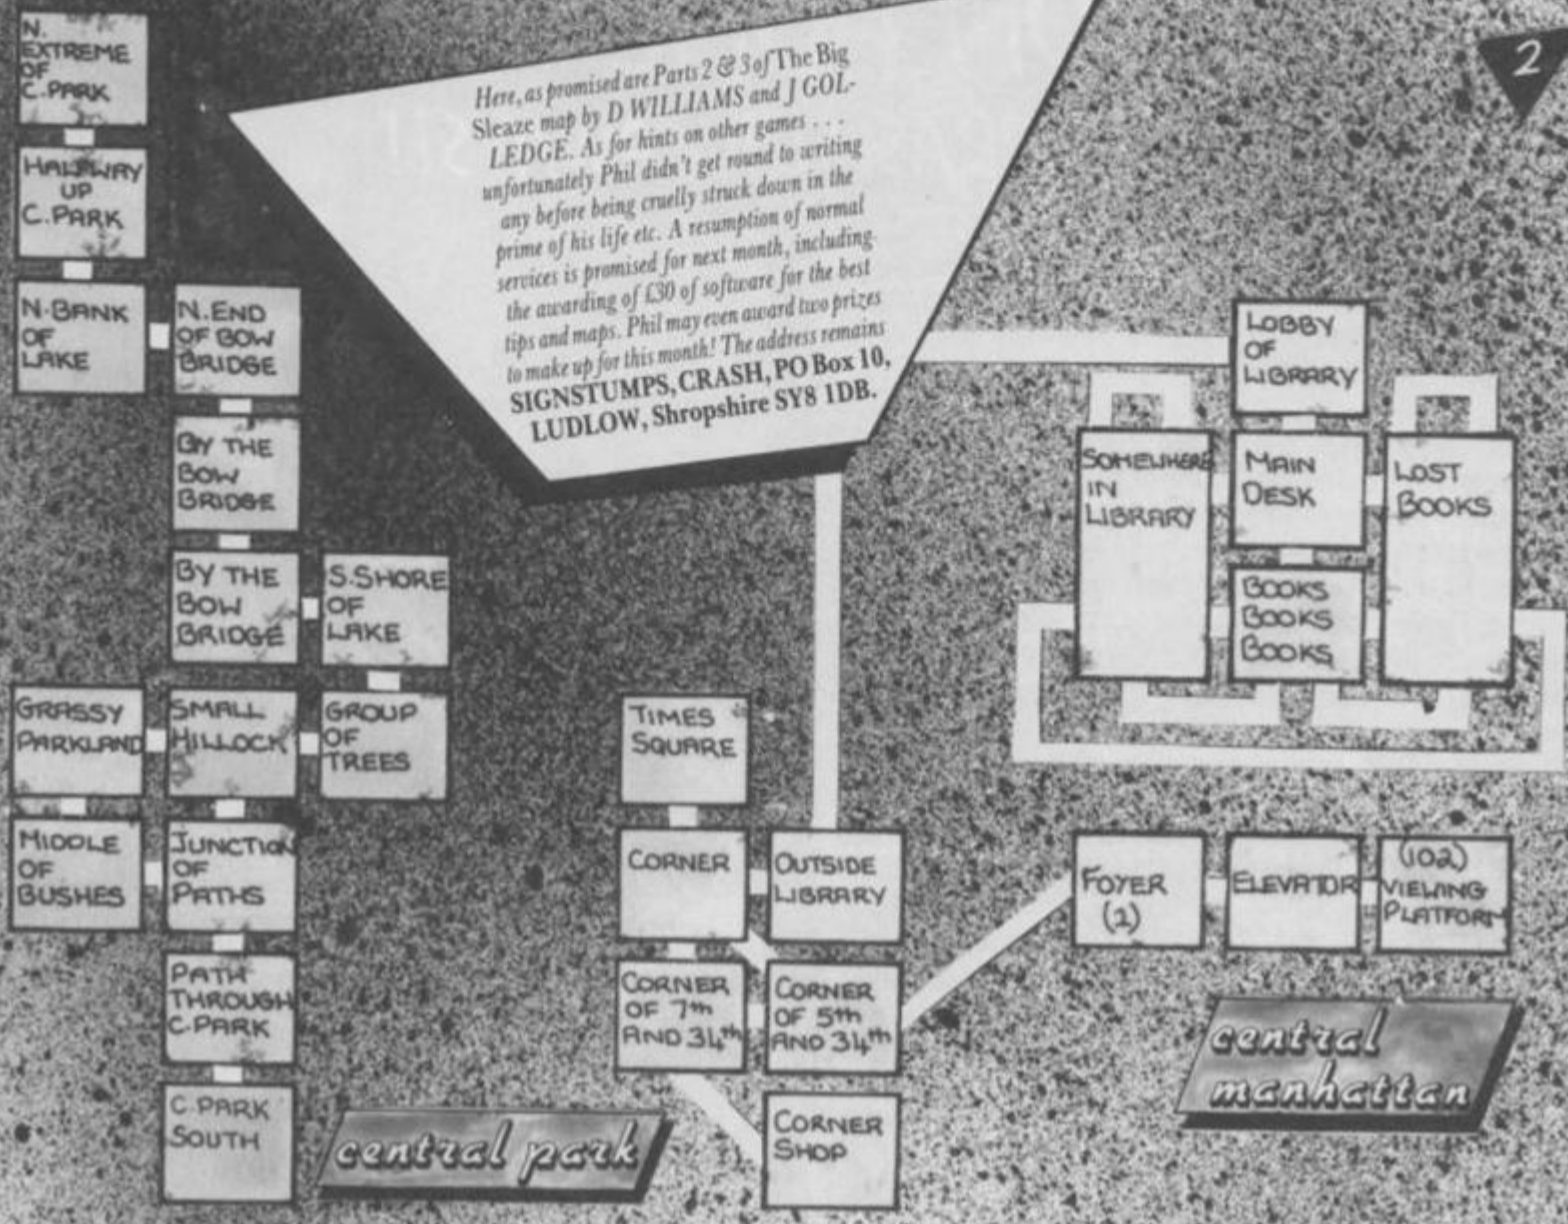 N.
EXTREME
OF
C.PARK
HALFWAY
UP
C.PARK
N.BANK
OF
LAKE
N.END
OF BOW
BRIDGE
BY THE
BOW
BRIDGE
BY THE
BOW
BRIDGE
S.SHORE
OF
LAKE
GRASSY
PARKLAND
SMALL
HILLOCK
GROUP
OF
TREES
MIDDLE
OF
BUSHES
JUNCTION
OF
PATHS
PATH
THROUGH
C.PARK
C.PARK
SOUTH
central park
Here, as promised are Parts 2 & 3 of The Big
Sleaze map by D WILLIAMS and J GOL-
LEDGE. As for hints on other games . . .
unfortunately Phil didn't get round to writing
any before being cruelly struck down in the
prime of his life etc. A resumption of normal
services is promised for next month, including
the awarding of £30 of software for the best
tips and maps. Phil may even award two prizes
to make up for this month! The address remains
SIGNSTUMPS, CRASH, PO Box 10,
LUDLOW, Shropshire SY8 1DB.
2
LOBBY
OF
LIBRARY
SOMEWHERE
IN
LIBRARY
MAIN
DESK
LOST
BOOKS
BOOKS
BOOKS
BOOKS
TIMES
SQUARE
CORNER
OUTSIDE
LIBRARY
CORNER
OF 7th
AND 34th
CORNER
OF 5th
AND 34th
CORNER
SHOP
FOYER
(1)
ELEVATOR
(102)
VIEWING
PLATFORM
central
manhattan